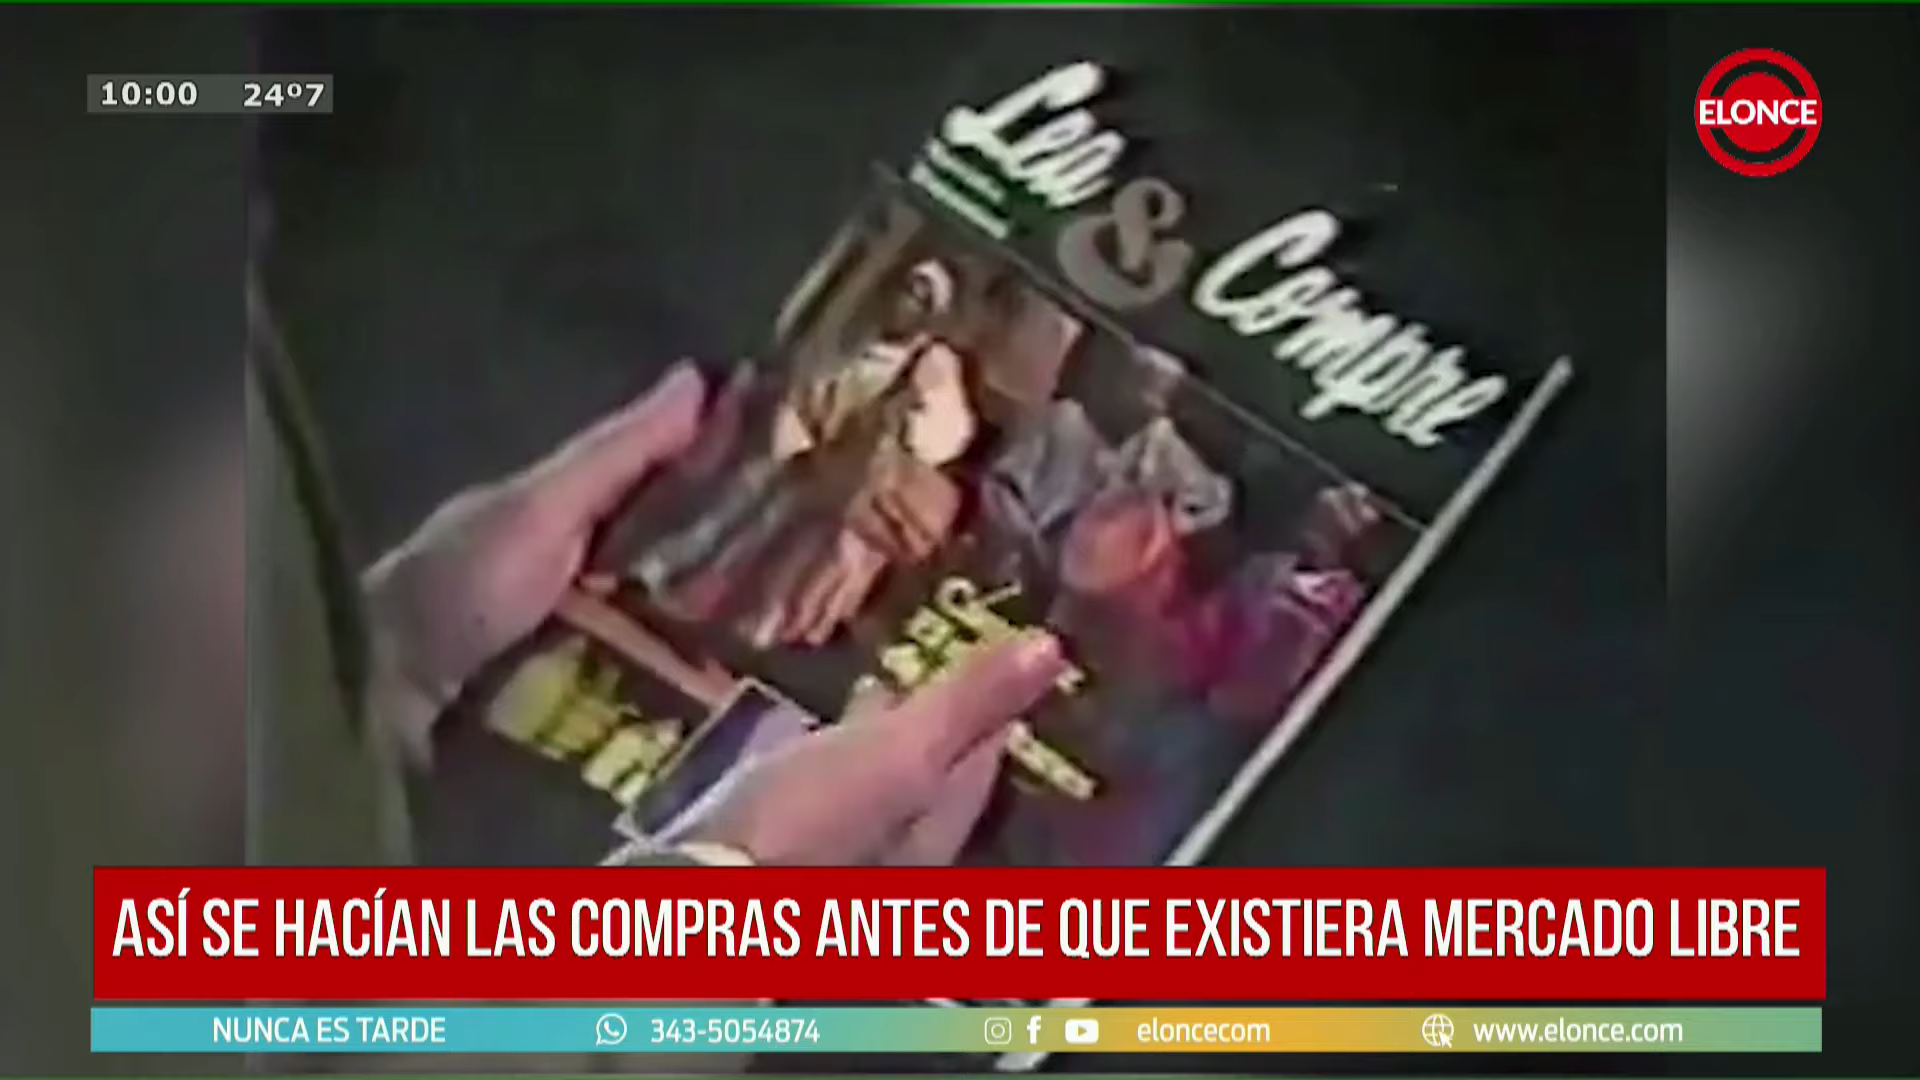 10:00 24º7
ELONCE
Lea & Compre
ASÍ SE HACÍAN LAS COMPRAS ANTES DE QUE EXISTIERA MERCADO LIBRE
NUNCA ES TARDE 343-5054874 eloncecom www.elonce.com